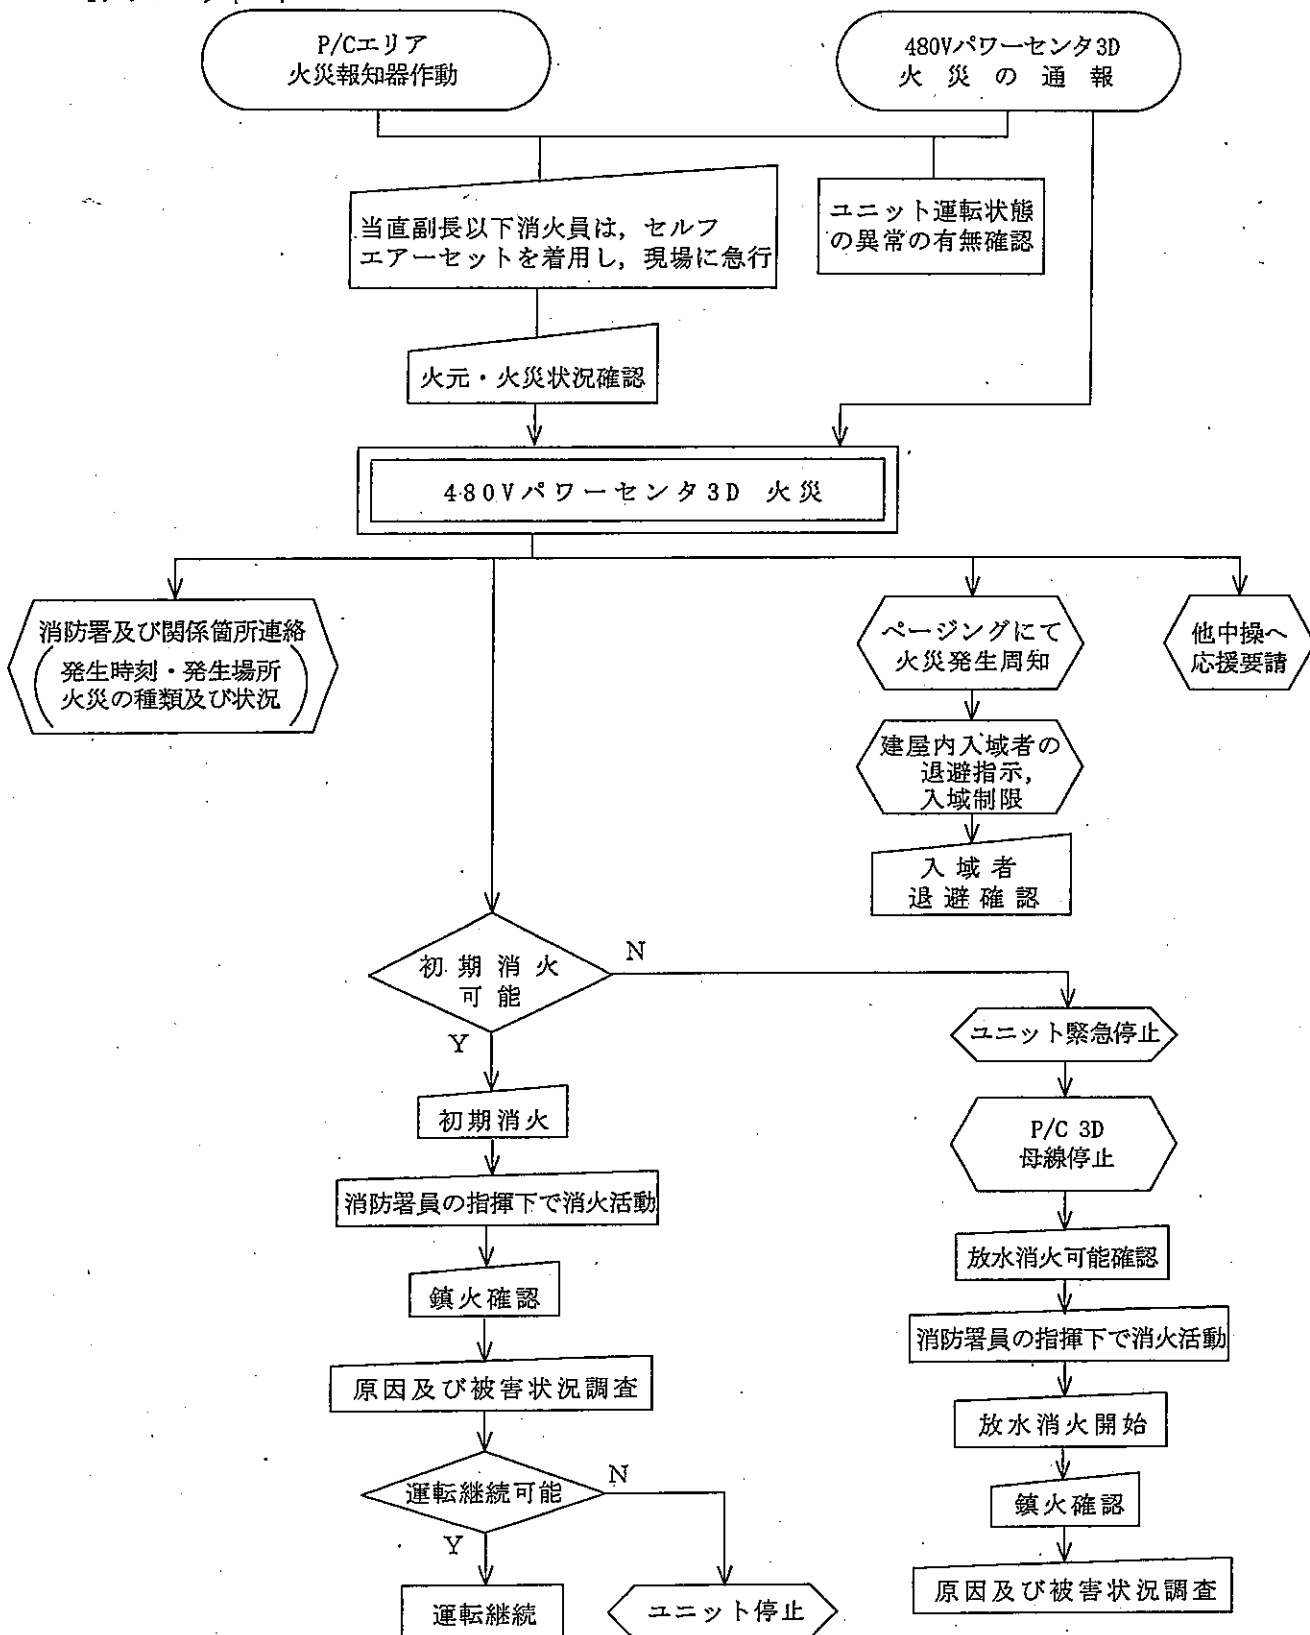 P/Cエリア
火災報知器作動
480Vパワーセンタ3D
火災の通報
当直副長以下消火員は，セルフ
エアーセットを着用し，現場に急行
ユニット運転状態
の異常の有無確認
火元・火災状況確認
480Vパワーセンタ3D 火災
消防署及び関係箇所連絡
発生時刻・発生場所
火災の種類及び状況
ページングにて
火災発生周知
他中操へ
応援要請
建屋内入域者の
退避指示，
入域制限
入域者
退避確認
初期消火
可能
N
Y
ユニット緊急停止
初期消火
P/C 3D
母線停止
消防署員の指揮下で消火活動
放水消火可能確認
鎮火確認
消防署員の指揮下で消火活動
原因及び被害状況調査
放水消火開始
運転継続可能
N
Y
鎮火確認
運転継続
ユニット停止
原因及び被害状況調査